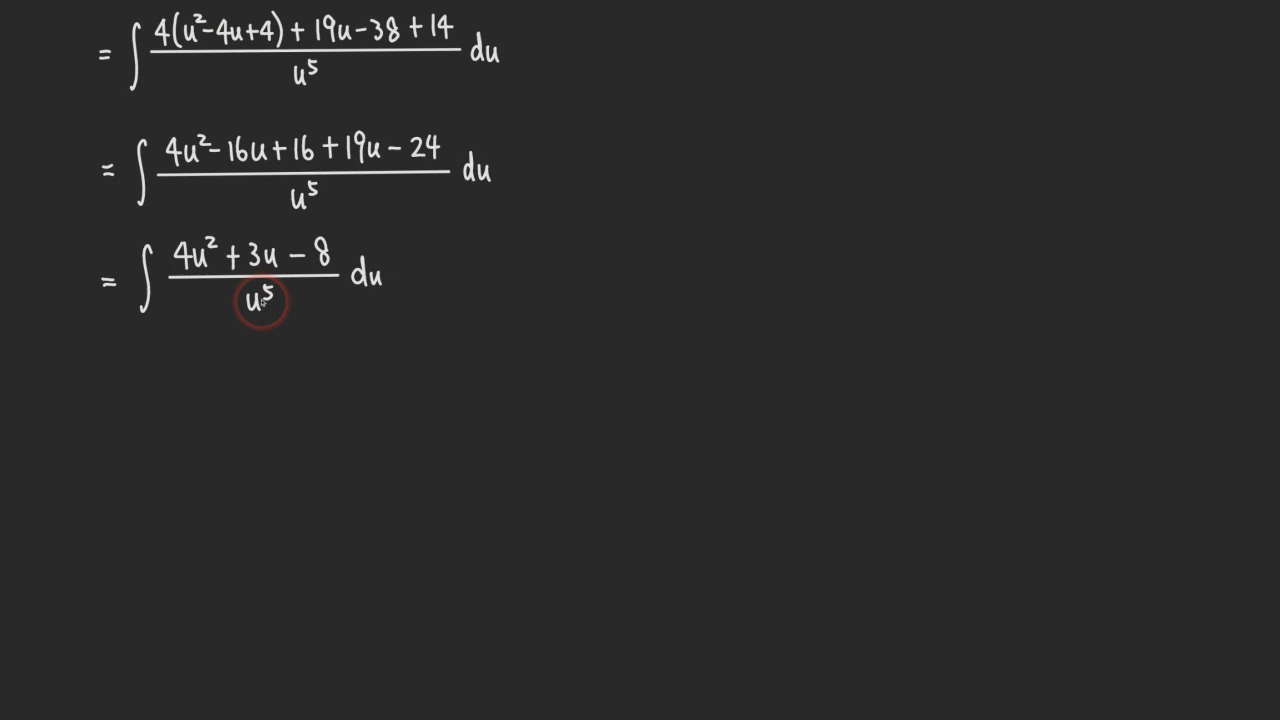 = ∫ (4(u²-4u+4) + 19u - 38 + 14)/u⁵ du
= ∫ (4u² - 16u + 16 + 19u - 24)/u⁵ du
= ∫ (4u² + 3u - 8)/u⁵ du